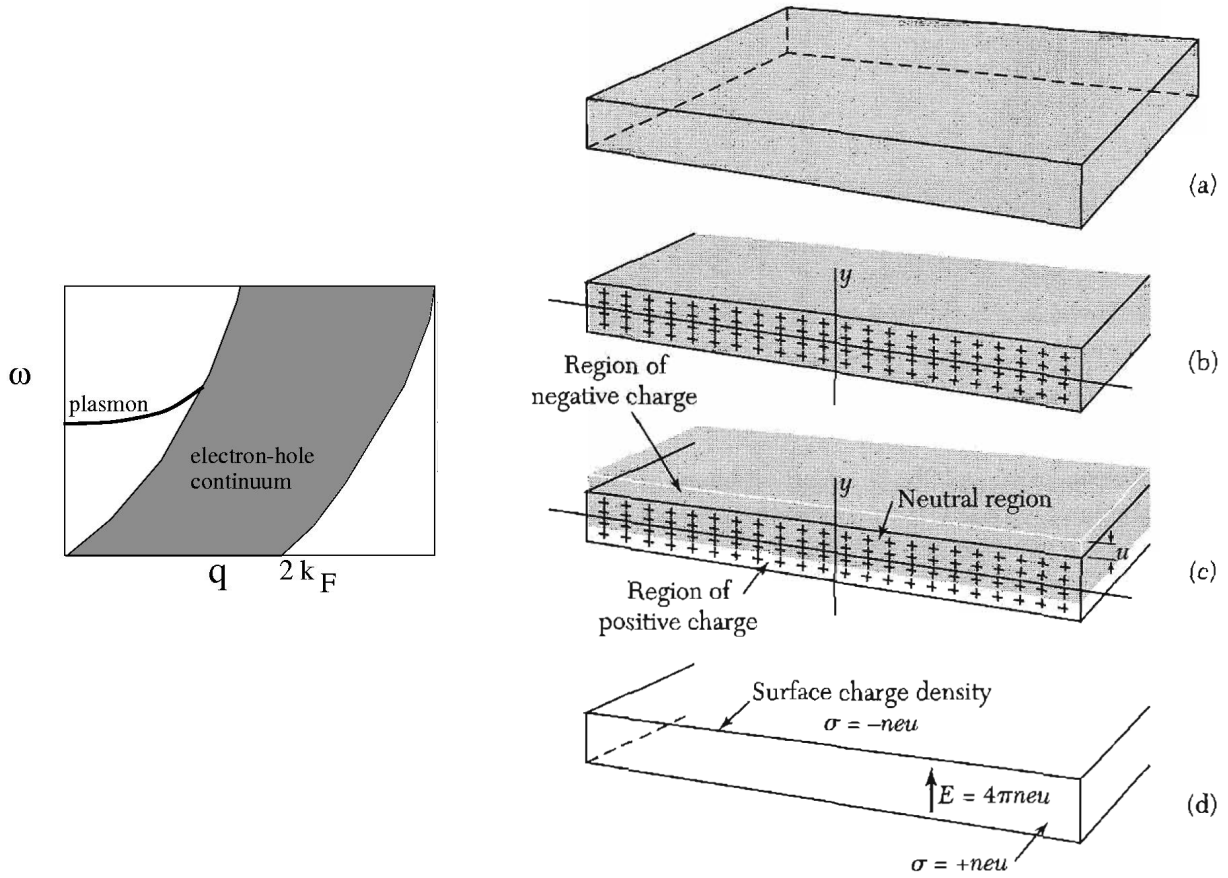 ω
plasmon
electron-hole
continuum
q
2 k_F
(a)
y
(b)
Region of
negative charge
y
Neutral region
u
(c)
Region of
positive charge
Surface charge density
σ = −neu
E = 4πneu
(d)
σ = +neu